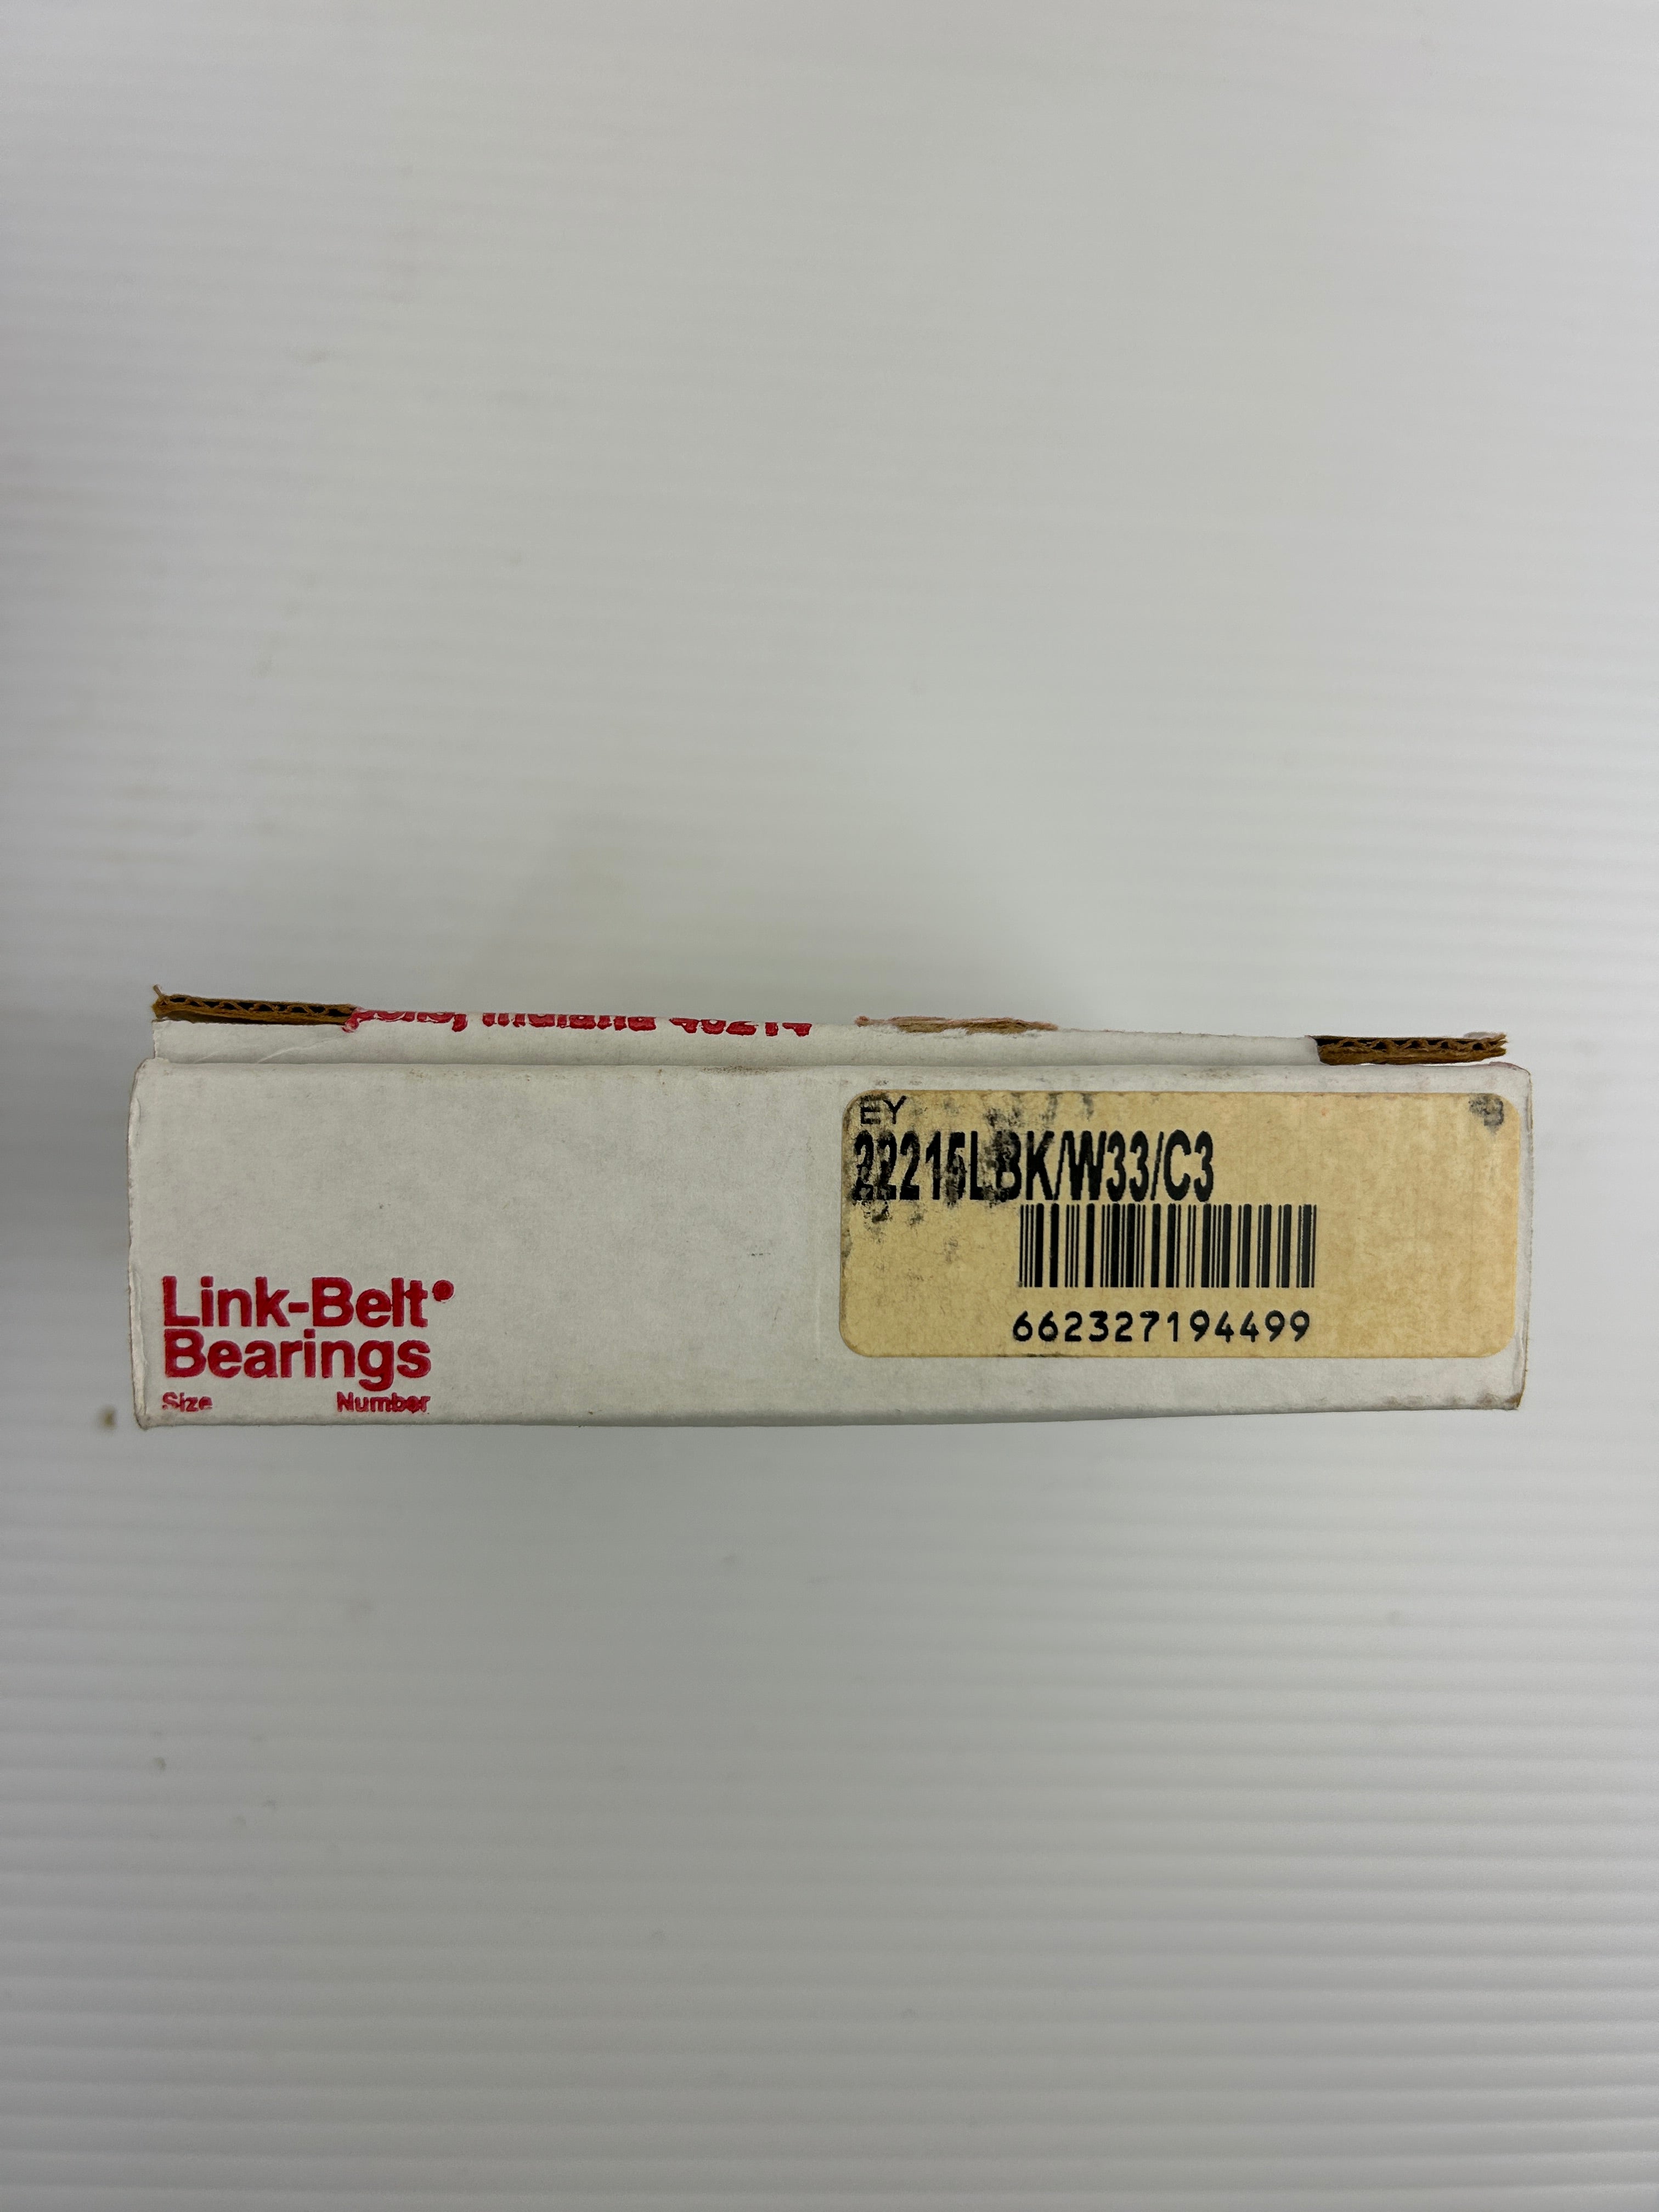 Link-Belt
Bearings
Size Number
EY
22215LBK/W33/C3
662327194499